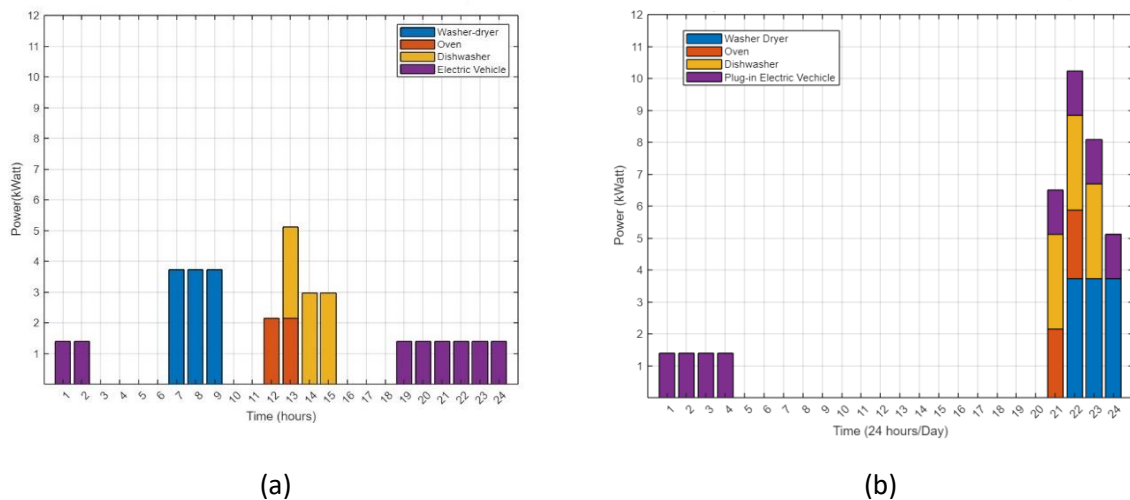 12
11
10
9
8
7
6
5
4
3
2
1
Power(kWatt)
Washer-dryer
Oven
Dishwasher
Electric Vehicle
1 2 3 4 5 6 7 8 9 10 11 12 13 14 15 16 17 18 19 20 21 22 23 24
Time (hours)
(a)
12
11
10
9
8
7
6
5
4
3
2
1
Power (kWatt)
Washer Dryer
Oven
Dishwasher
Plug-in Electric Vechicle
1 2 3 4 5 6 7 8 9 10 11 12 13 14 15 16 17 18 19 20 21 22 23 24
Time (24 hours/Day)
(b)